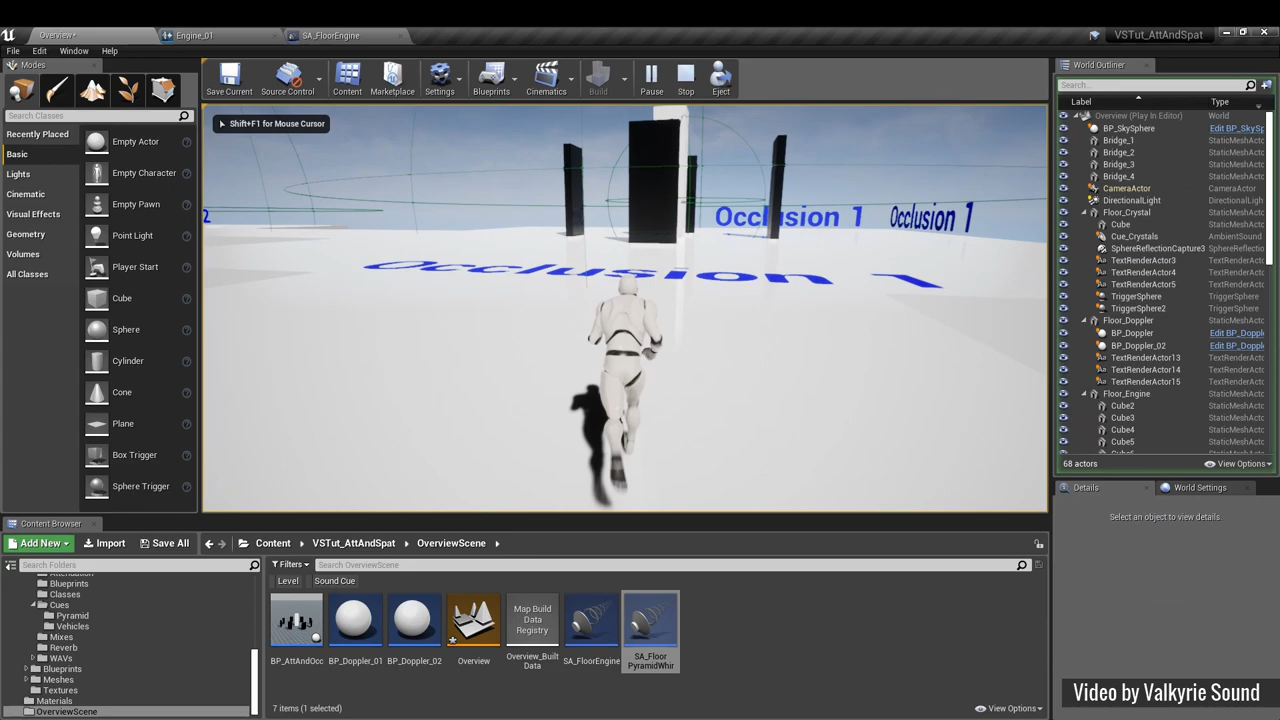 Overview*
Engine_01
SA_FloorEngine
VSTut_AttAndSpat
File Edit Window Help
Modes
Search Classes
Recently Placed
Basic
Lights
Cinematic
Visual Effects
Geometry
Volumes
All Classes
Empty Actor
Empty Character
Empty Pawn
Point Light
Player Start
Cube
Sphere
Cylinder
Cone
Plane
Box Trigger
Sphere Trigger
Save Current
Source Control
Content
Marketplace
Settings
Blueprints
Cinematics
Build
Pause
Stop
Eject
Shift+F1 for Mouse Cursor
2
Occlusion 1
Occlusion 1
Occlusion 1
World Outliner
Search...
Label Type
Overview (Play In Editor) World
BP_SkySphere Edit BP_SkySp
Bridge_1 StaticMeshActo
Bridge_2 StaticMeshActo
Bridge_3 StaticMeshActo
Bridge_4 StaticMeshActo
CameraActor CameraActor
DirectionalLight DirectionalLight
Floor_Crystal StaticMeshActo
Cube StaticMeshActo
Cue_Crystals AmbientSound
SphereReflectionCapture3 SphereReflectio
TextRenderActor3 TextRenderActo
TextRenderActor4 TextRenderActo
TextRenderActor5 TextRenderActo
TriggerSphere TriggerSphere
TriggerSphere2 TriggerSphere
Floor_Doppler StaticMeshActo
BP_Doppler Edit BP_Doppl
BP_Doppler_02 Edit BP_Doppl
TextRenderActor13 TextRenderActo
TextRenderActor14 TextRenderActo
TextRenderActor15 TextRenderActo
Floor_Engine StaticMeshActo
Cube2 StaticMeshActo
Cube3 StaticMeshActo
Cube4 StaticMeshActo
Cube5 StaticMeshActo
68 actors View Options
Details
World Settings
Select an object to view details.
Content Browser
Add New Import Save All
Content VSTut_AttAndSpat OverviewScene
Search Folders
Blueprints
Classes
Cues
Pyramid
Vehicles
Mixes
Reverb
WAVs
Blueprints
Meshes
Textures
Materials
OverviewScene
Filters
Search OverviewScene
Level
Sound Cue
BP_AttAndOcc
BP_Doppler_01
BP_Doppler_02
Overview
Map Build
Data
Registry
Overview_Built
Data
SA_FloorEngine
SA_Floor
PyramidWhir
7 items (1 selected)
View Options
Video by Valkyrie Sound